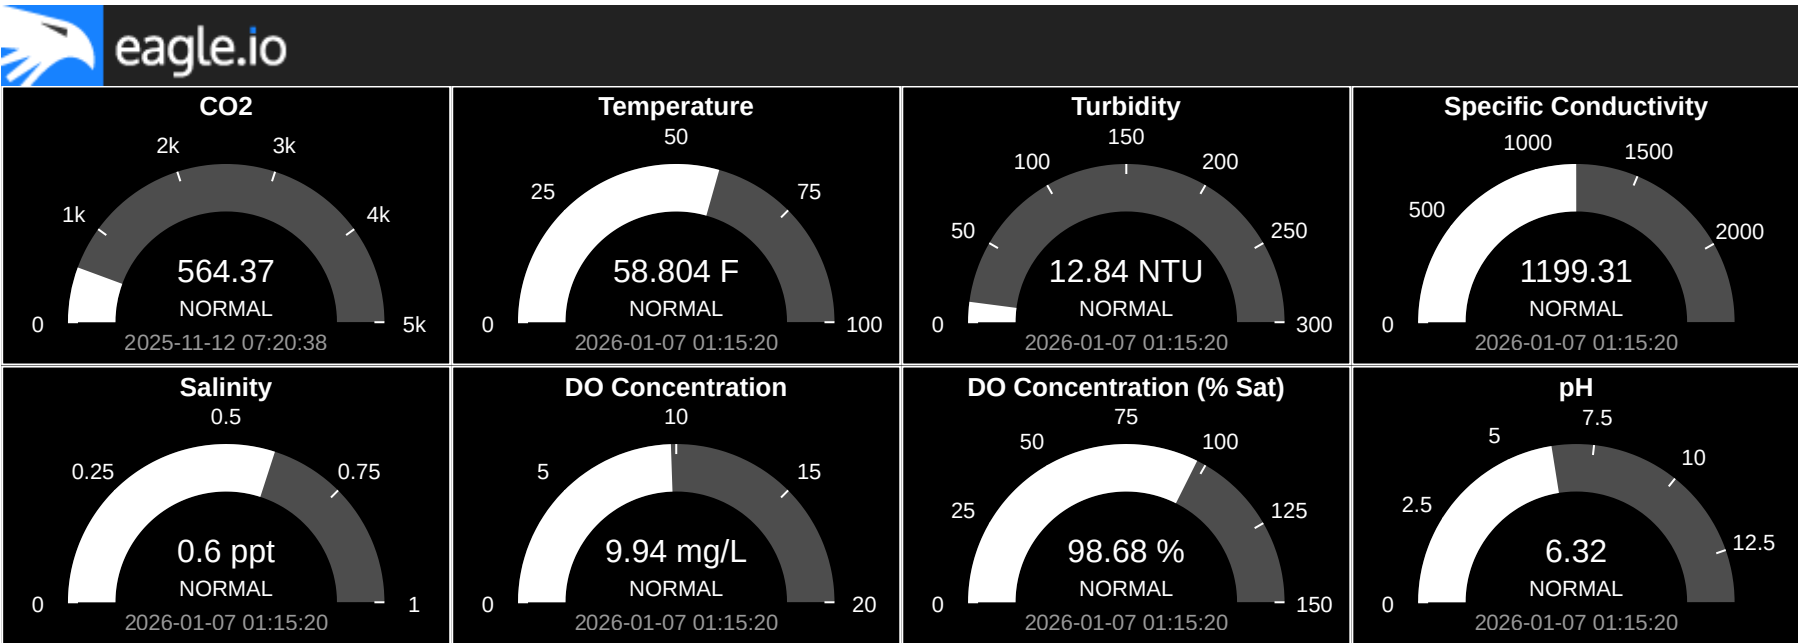 eagle.io
CO2
0
1k
2k
3k
4k
5k
564.37
NORMAL
2025-11-12 07:20:38
Temperature
0
25
50
75
100
58.804 F
NORMAL
2026-01-07 01:15:20
Turbidity
0
50
100
150
200
250
300
12.84 NTU
NORMAL
2026-01-07 01:15:20
Specific Conductivity
0
500
1000
1500
2000
1199.31
NORMAL
2026-01-07 01:15:20
Salinity
0
0.25
0.5
0.75
1
0.6 ppt
NORMAL
2026-01-07 01:15:20
DO Concentration
0
5
10
15
20
9.94 mg/L
NORMAL
2026-01-07 01:15:20
DO Concentration (% Sat)
0
25
50
75
100
125
150
98.68 %
NORMAL
2026-01-07 01:15:20
pH
0
2.5
5
7.5
10
12.5
6.32
NORMAL
2026-01-07 01:15:20